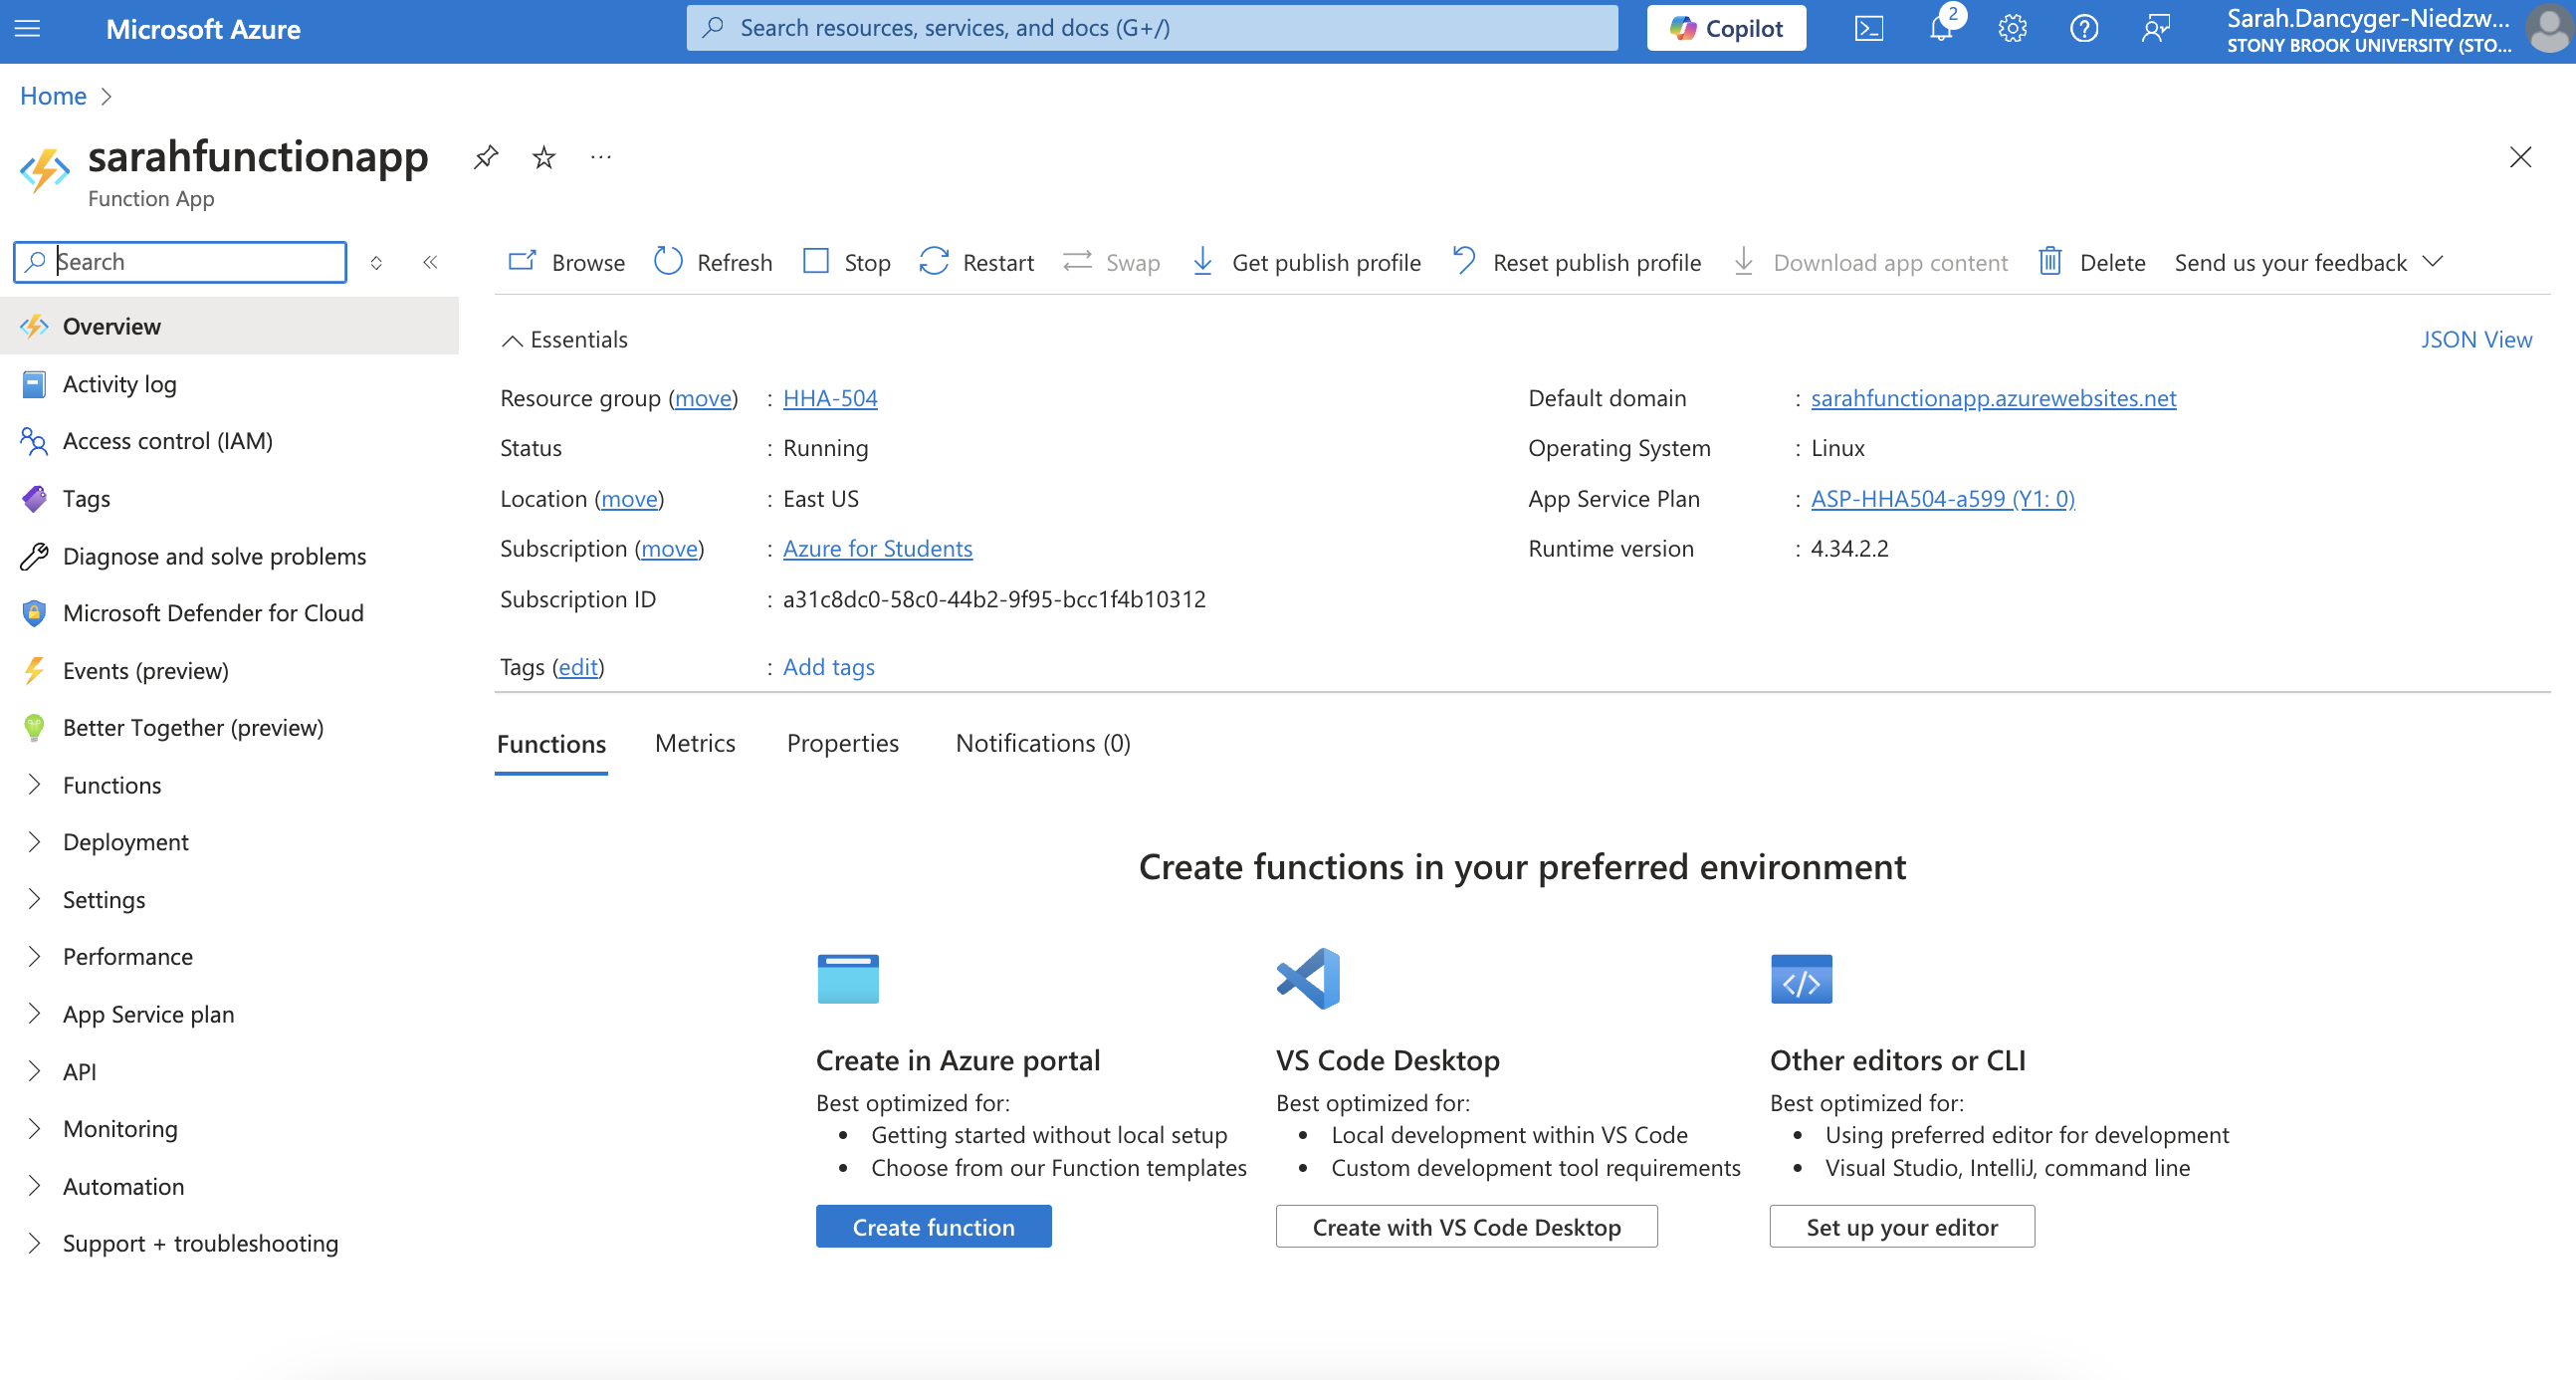 Microsoft Azure
Search resources, services, and docs (G+/)
Copilot
2
Sarah.Dancyger-Niedzw...
STONY BROOK UNIVERSITY (STO...
Home
sarahfunctionapp
Function App
Search
Browse
Refresh
Stop
Restart
Swap
Get publish profile
Reset publish profile
Download app content
Delete
Send us your feedback
Overview
Activity log
Access control (IAM)
Tags
Diagnose and solve problems
Microsoft Defender for Cloud
Events (preview)
Better Together (preview)
Functions
Deployment
Settings
Performance
App Service plan
API
Monitoring
Automation
Support + troubleshooting
Essentials
JSON View
Resource group (move) : HHA-504
Status : Running
Location (move) : East US
Subscription (move) : Azure for Students
Subscription ID : a31c8dc0-58c0-44b2-9f95-bcc1f4b10312
Default domain : sarahfunctionapp.azurewebsites.net
Operating System : Linux
App Service Plan : ASP-HHA504-a599 (Y1: 0)
Runtime version : 4.34.2.2
Tags (edit) : Add tags
Functions
Metrics
Properties
Notifications (0)
Create functions in your preferred environment
Create in Azure portal
Best optimized for:
• Getting started without local setup
• Choose from our Function templates
Create function
VS Code Desktop
Best optimized for:
• Local development within VS Code
• Custom development tool requirements
Create with VS Code Desktop
Other editors or CLI
Best optimized for:
• Using preferred editor for development
• Visual Studio, IntelliJ, command line
Set up your editor